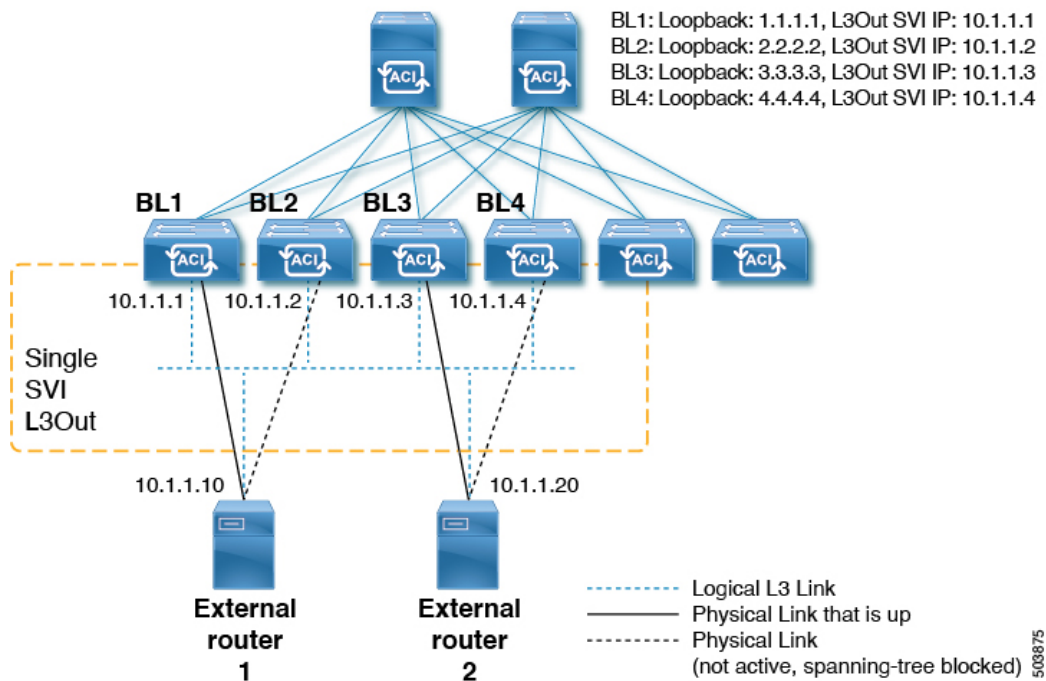 BL1: Loopback: 1.1.1.1, L3Out SVI IP: 10.1.1.1
BL2: Loopback: 2.2.2.2, L3Out SVI IP: 10.1.1.2
BL3: Loopback: 3.3.3.3, L3Out SVI IP: 10.1.1.3
BL4: Loopback: 4.4.4.4, L3Out SVI IP: 10.1.1.4
ACI ACI
BL1 BL2 BL3 BL4
ACI ACI ACI ACI ACI ACI
10.1.1.1 10.1.1.2 10.1.1.3 10.1.1.4
Single
SVI
L3Out
10.1.1.10 10.1.1.20
External
router
1
External
router
2
Logical L3 Link
Physical Link that is up
Physical Link
(not active, spanning-tree blocked)
503875